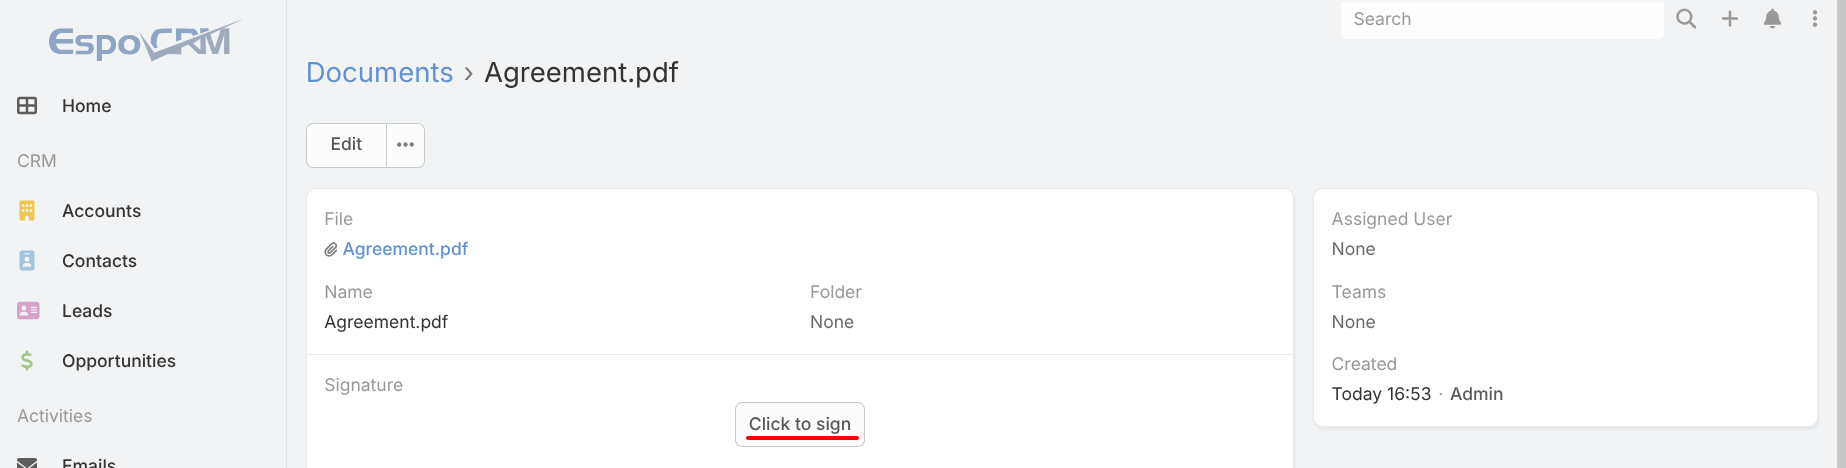 EspoCRM
Search
Documents › Agreement.pdf
Home
Edit
•••
CRM
Accounts
Contacts
Leads
Opportunities
Activities
Emails
File
Agreement.pdf
Name
Agreement.pdf
Folder
None
Signature
Click to sign
Assigned User
None
Teams
None
Created
Today 16:53 · Admin